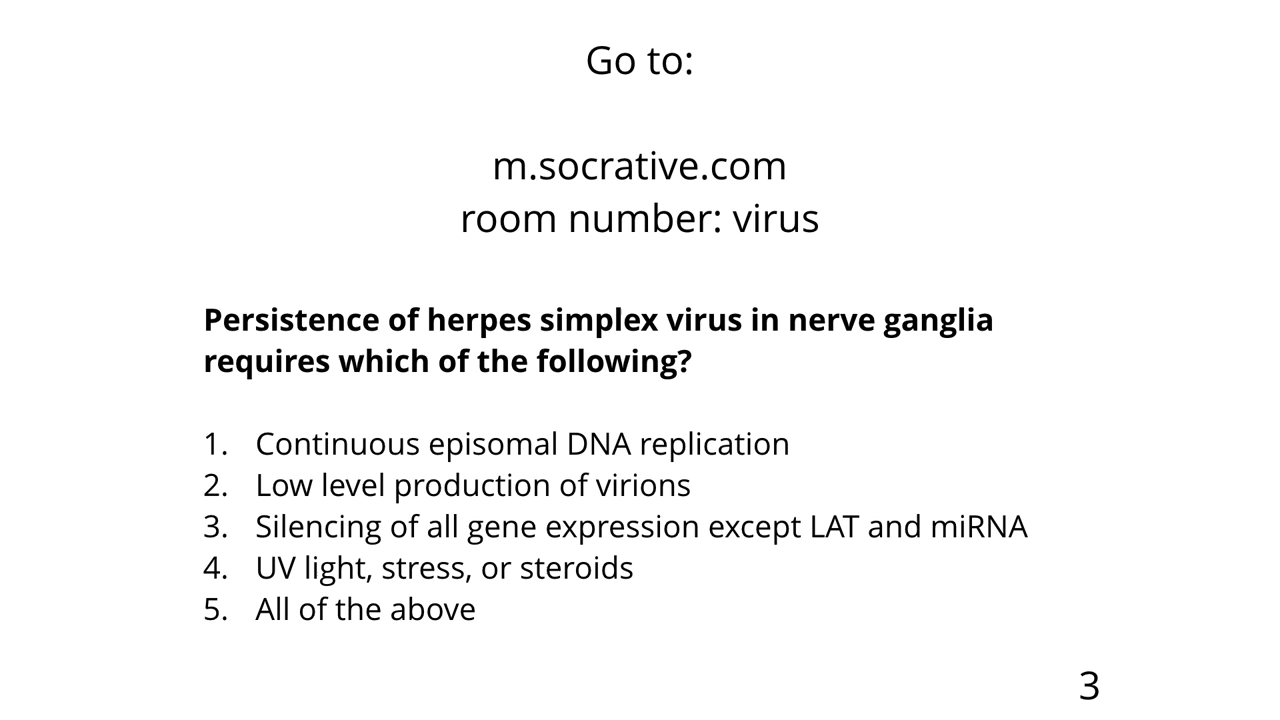 Go to:
m.socrative.com
room number: virus
Persistence of herpes simplex virus in nerve ganglia
requires which of the following?
1. Continuous episomal DNA replication
2. Low level production of virions
3. Silencing of all gene expression except LAT and miRNA
4. UV light, stress, or steroids
5. All of the above
3